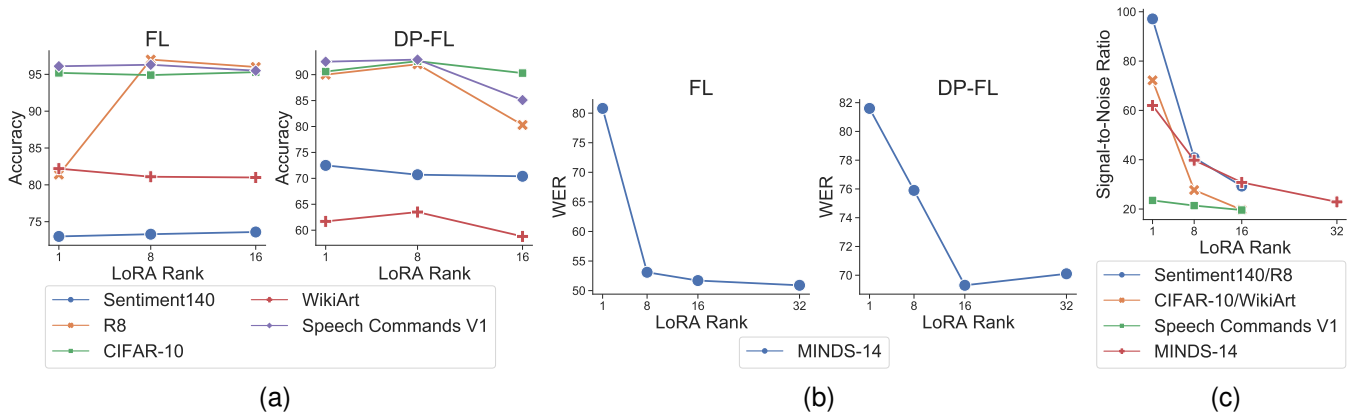 FL
Accuracy
95
90
85
80
75
1
8
16
LoRA Rank
DP-FL
Accuracy
95
90
85
80
75
70
65
60
1
8
16
LoRA Rank
Sentiment140
R8
CIFAR-10
WikiArt
Speech Commands V1
(a)
FL
WER
80
75
70
65
60
55
50
1
8
16
32
LoRA Rank
DP-FL
WER
82
80
78
76
74
72
70
1
8
16
32
LoRA Rank
MINDS-14
(b)
Signal-to-Noise Ratio
100
80
60
40
20
1
8
16
32
LoRA Rank
Sentiment140/R8
CIFAR-10/WikiArt
Speech Commands V1
MINDS-14
(c)